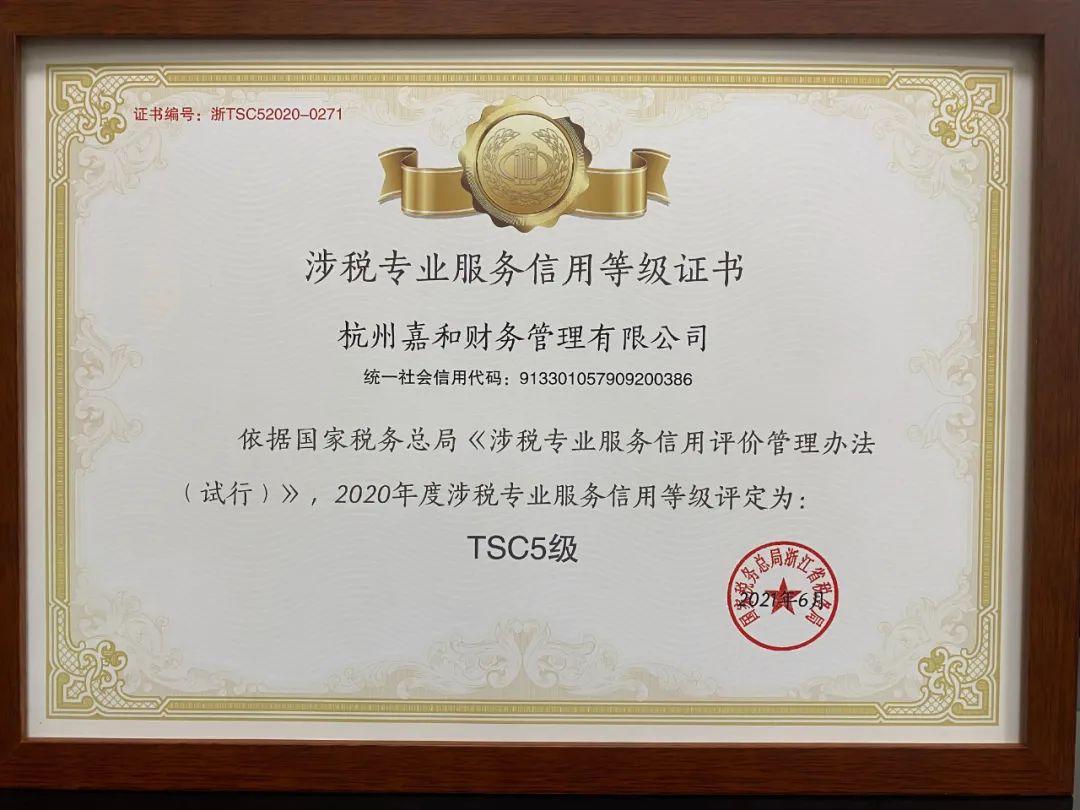 证书编号：浙TSC52020-0271
涉税专业服务信用等级证书
杭州嘉和财务管理有限公司
统一社会信用代码：913301057909200386
依据国家税务总局《涉税专业服务信用评价管理办法
（试行）》，2020年度涉税专业服务信用等级评定为：
TSC5级
国家税务总局浙江省税务局
2021年6月